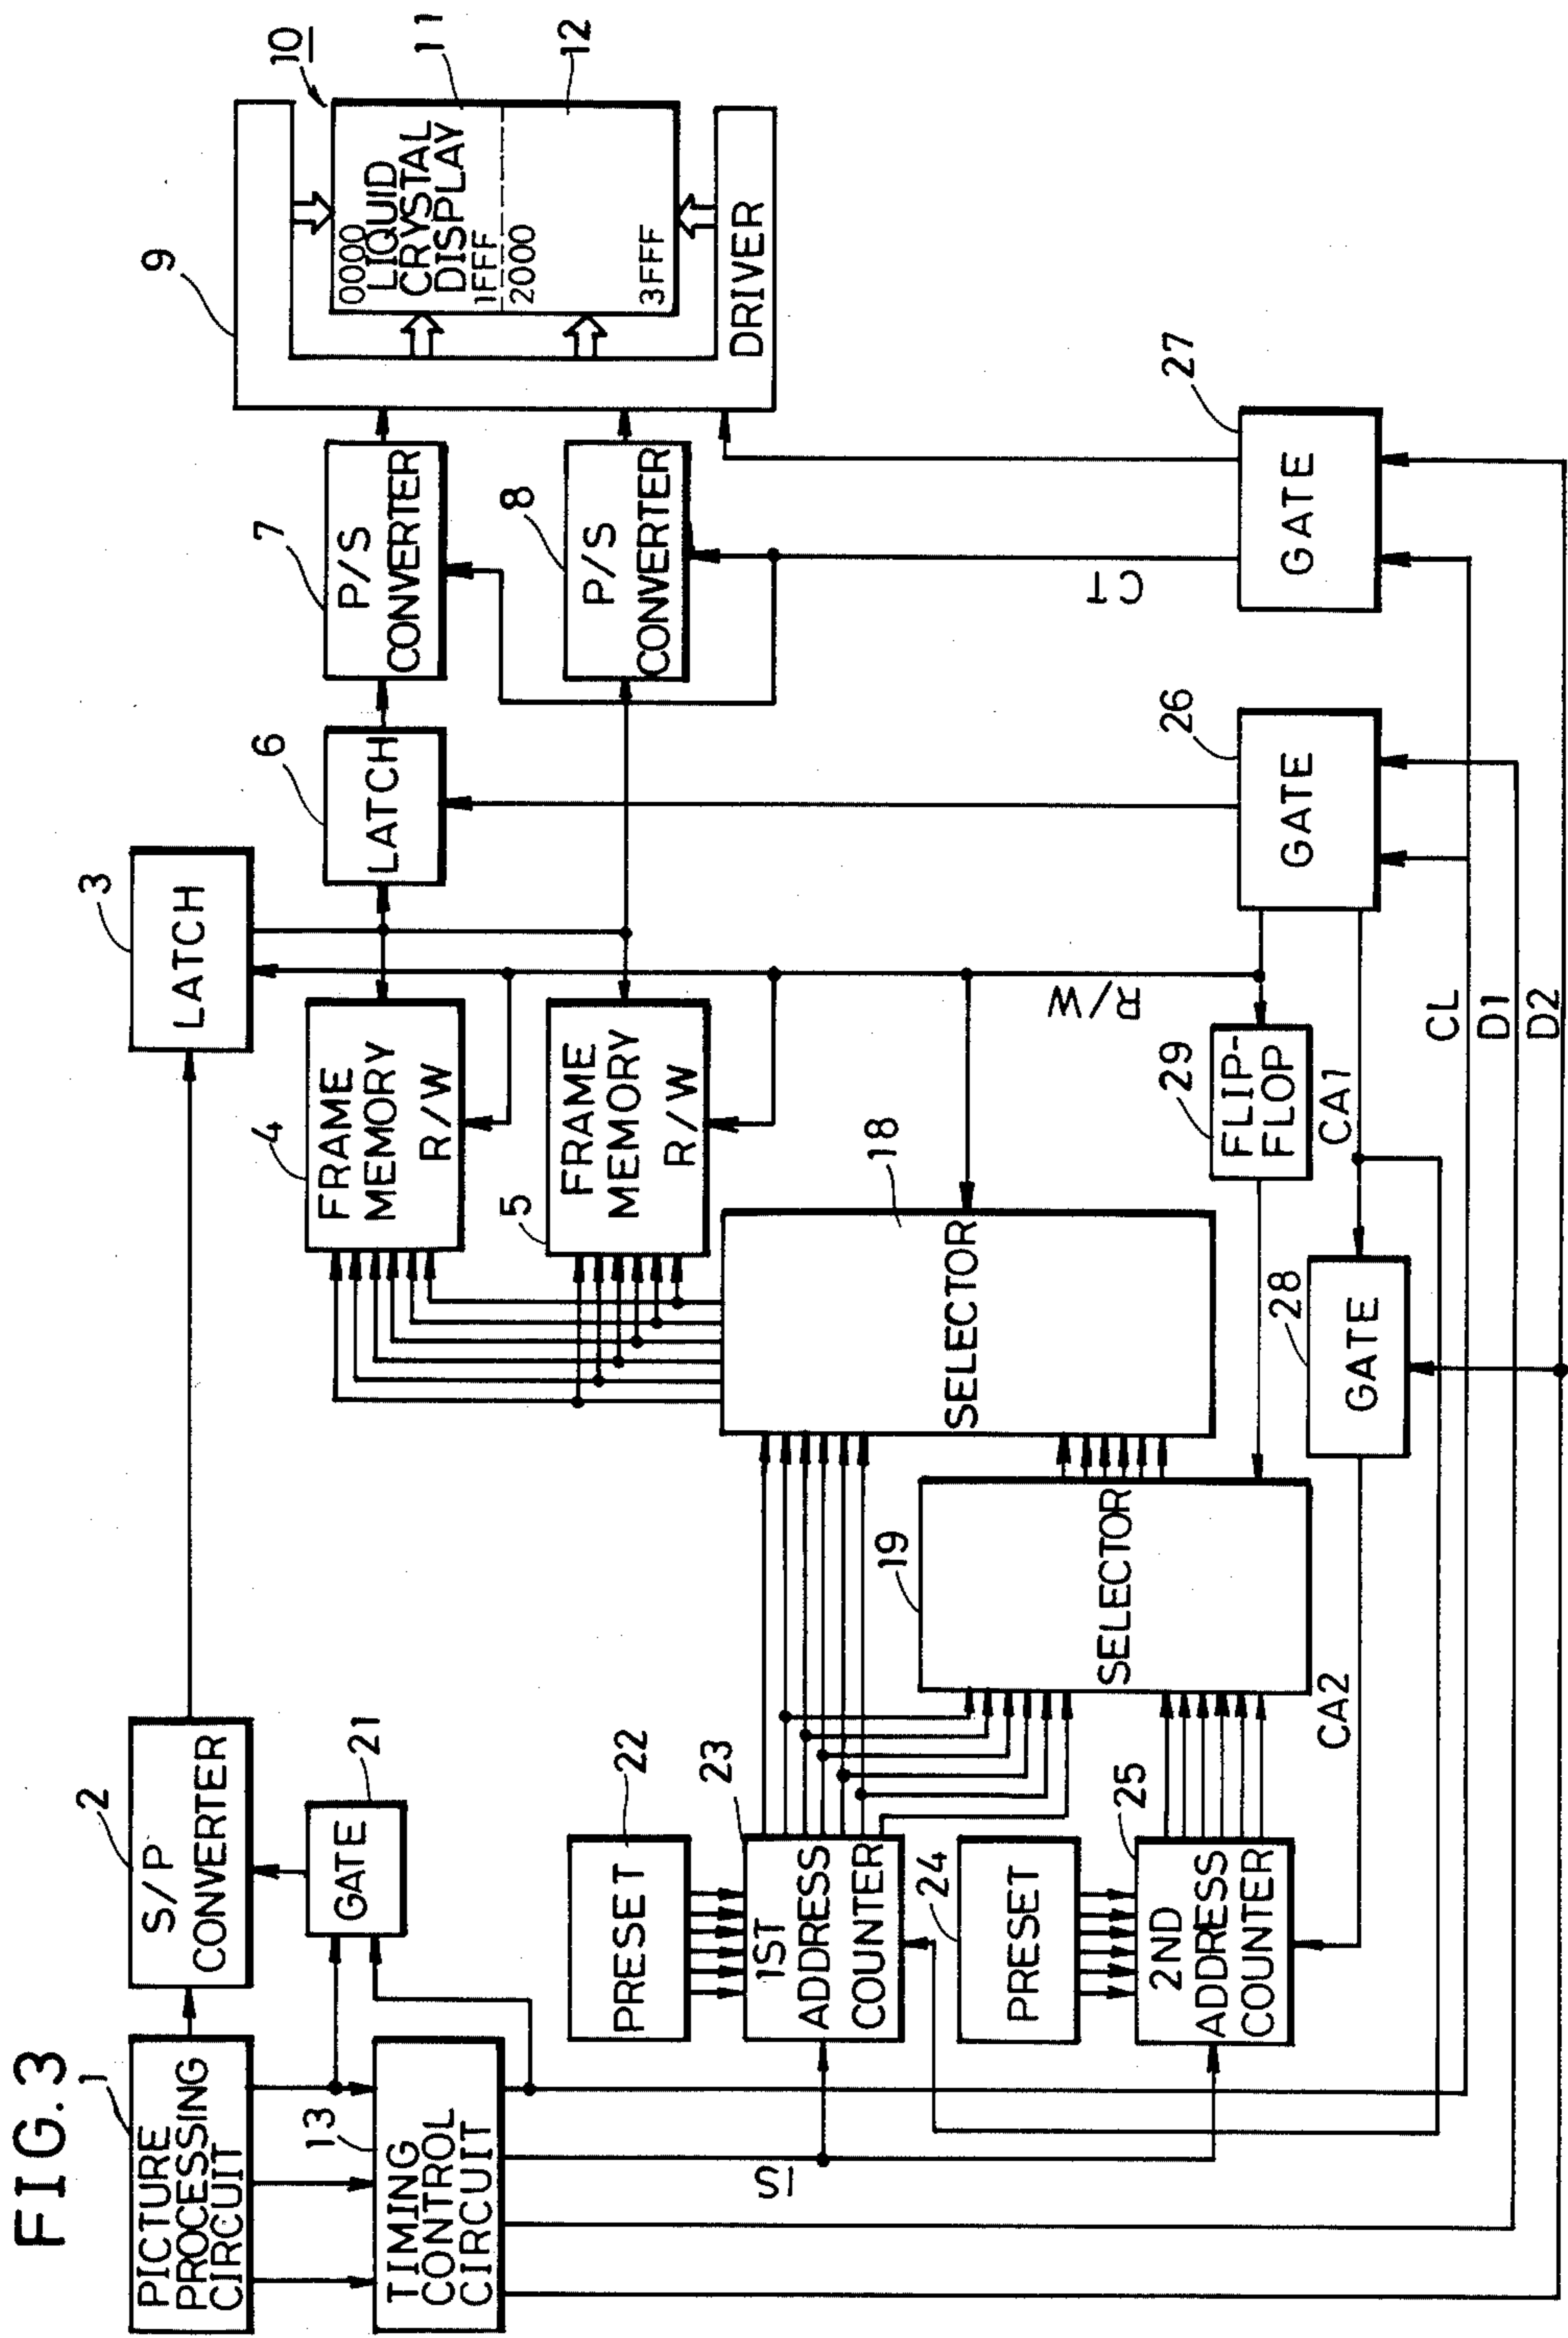 FIG.3
1
PICTURE
PROCESSING
CIRCUIT
2
S/P
CONVERTER
3
LATCH
21
GATE
13
TIMING
CONTROL
CIRCUIT
4
FRAME
MEMORY
R/W
5
FRAME
MEMORY
R/W
6
LATCH
7
P/S
CONVERTER
8
P/S
CONVERTER
9
DRIVER
10
0000
LIQUID
CRYSTAL
DISPLAY
1FFF
2000
3FFF
11
12
22
PRESET
23
1ST
ADDRESS
COUNTER
24
PRESET
25
2ND
ADDRESS
COUNTER
IS
18
SELECTOR
19
SELECTOR
R/W
CT
26
GATE
27
GATE
28
GATE
29
FLIP-
FLOP
CA1
CA2
CL
D1
D2